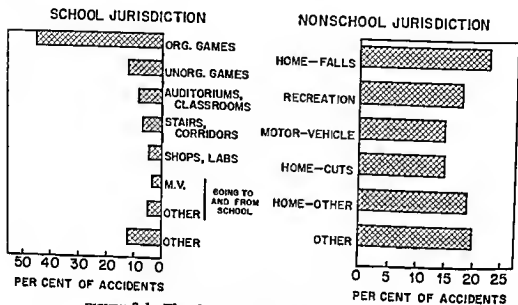 SCHOOL JURISDICTION
ORG. GAMES
UNORG. GAMES
AUDITORIUMS,
CLASSROOMS
STAIRS,
CORRIDORS
SHOPS, LABS
M.V.
OTHER
GOING TO
AND FROM
SCHOOL
OTHER
50 40 30 20 10 0
PER CENT OF ACCIDENTS
NONSCHOOL JURISDICTION
HOME-FALLS
RECREATION
MOTOR-VEHICLE
HOME-CUTS
HOME-OTHER
OTHER
0 5 10 15 20 25
PER CENT OF ACCIDENTS